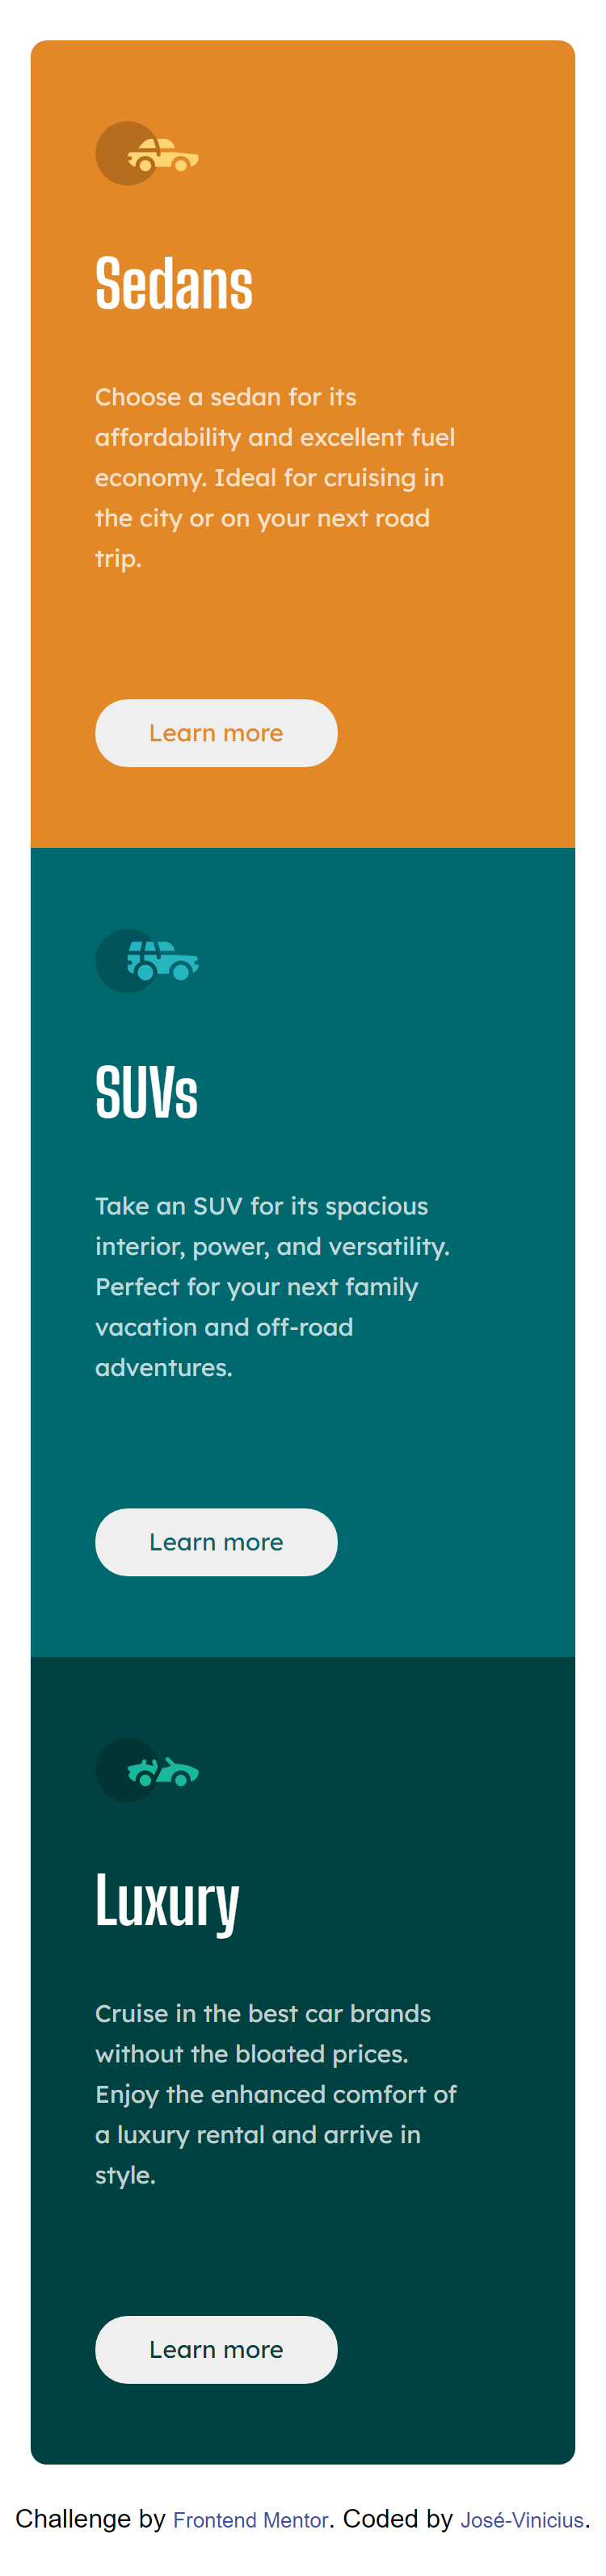 Sedans
Choose a sedan for its
affordability and excellent fuel
economy. Ideal for cruising in
the city or on your next road
trip.
Learn more
SUVs
Take an SUV for its spacious
interior, power, and versatility.
Perfect for your next family
vacation and off-road
adventures.
Learn more
Luxury
Cruise in the best car brands
without the bloated prices.
Enjoy the enhanced comfort of
a luxury rental and arrive in
style.
Learn more
Challenge by Frontend Mentor. Coded by José-Vinicius.